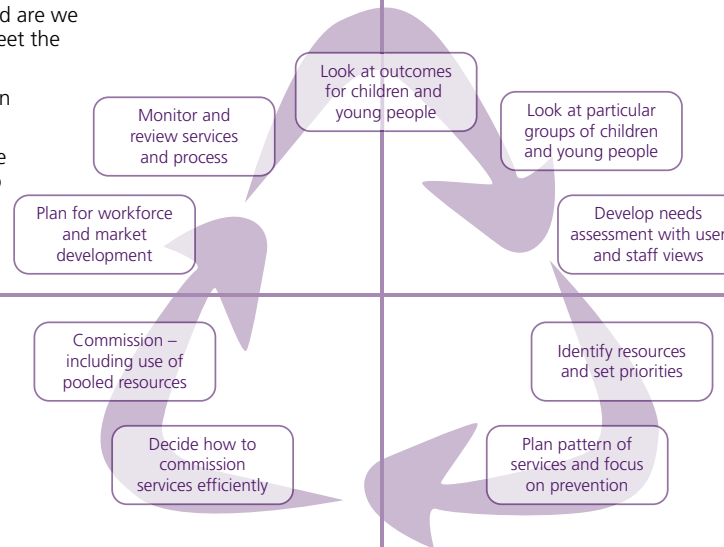 d are we
eet the
n
e
Look at outcomes
for children and
young people
Look at particular
groups of children
and young people
Develop needs
assessment with user
and staff views
Identify resources
and set priorities
Plan pattern of
services and focus
on prevention
Decide how to
commission
services efficiently
Commission –
including use of
pooled resources
Plan for workforce
and market
development
Monitor and
review services
and process